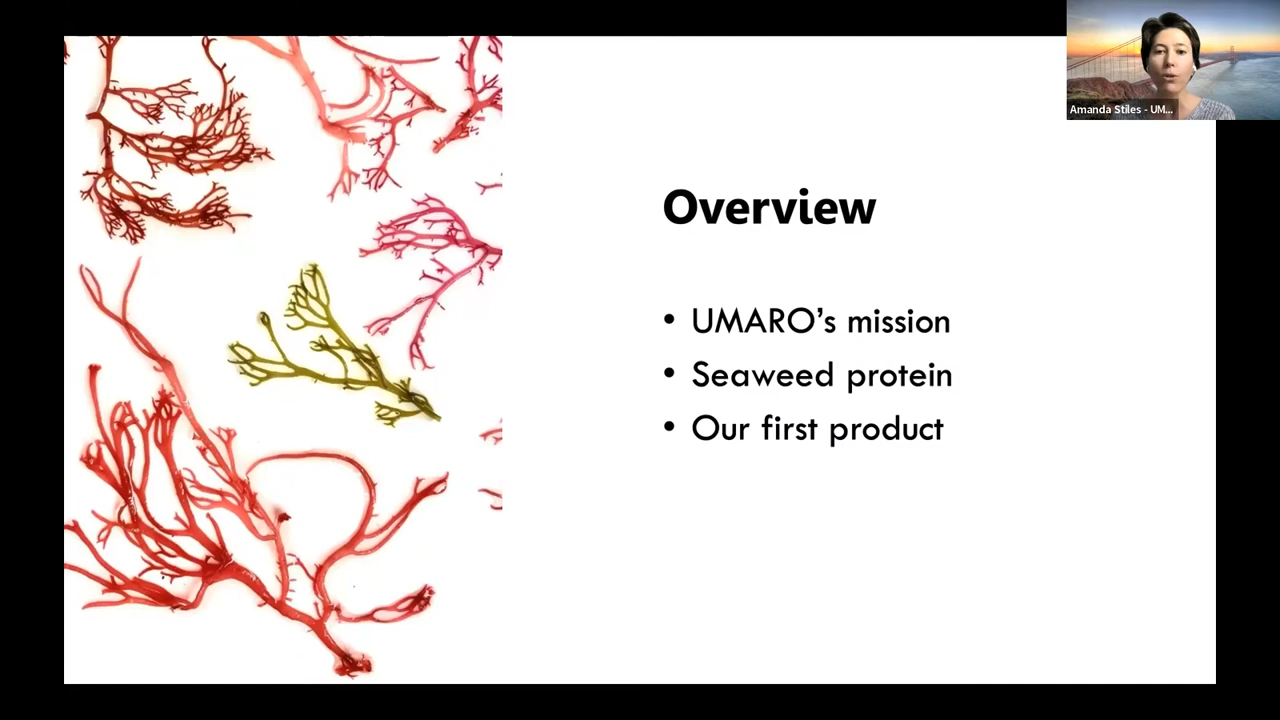 Amanda Stiles - UM...
Overview
• UMARO’s mission
• Seaweed protein
• Our first product